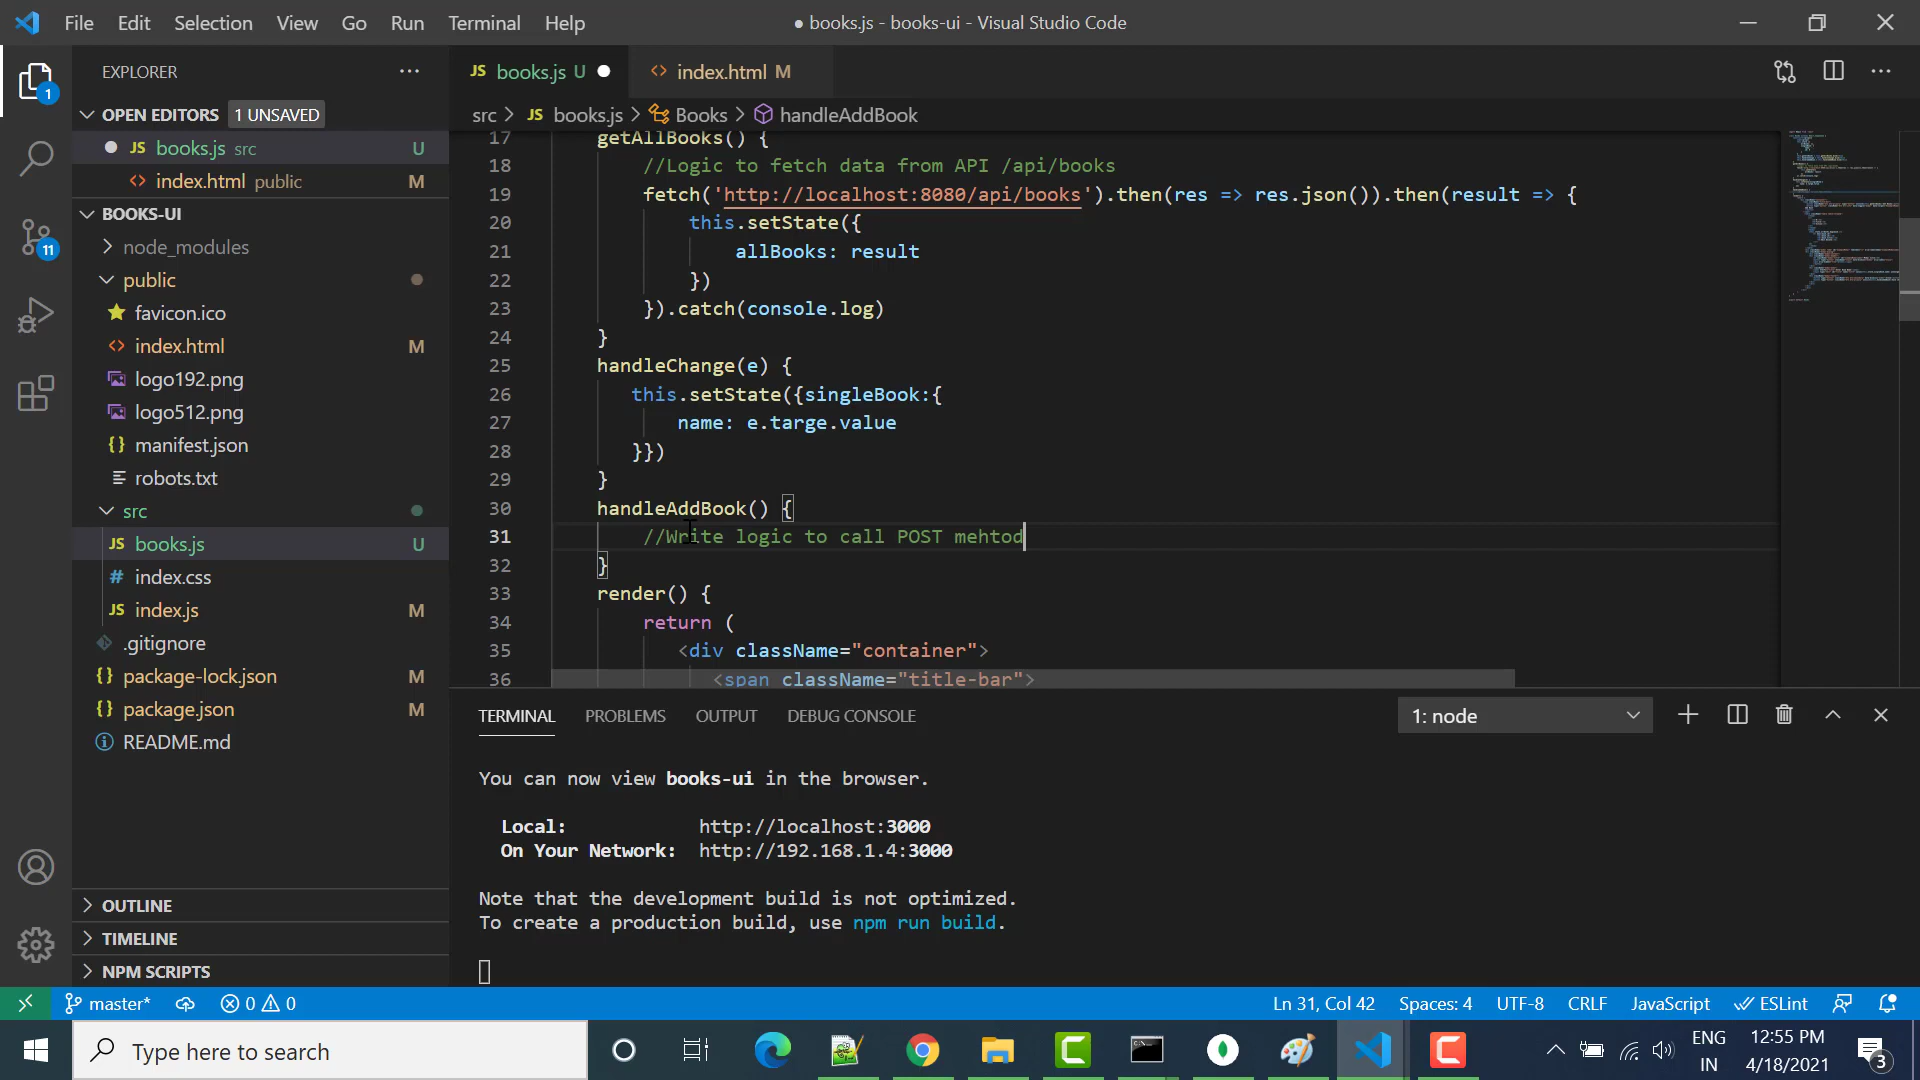 File Edit Selection View Go Run Terminal Help
● books.js - books-ui - Visual Studio Code
EXPLORER
JS books.js U
<> index.html M
OPEN EDITORS 1 UNSAVED
src > JS books.js > Books > handleAddBook
JS books.js src U
<> index.html public M
BOOKS-UI
node_modules
public
favicon.ico
<> index.html M
logo192.png
logo512.png
{} manifest.json
robots.txt
src
JS books.js U
# index.css
JS index.js M
.gitignore
{} package-lock.json M
{} package.json M
README.md
OUTLINE
TIMELINE
NPM SCRIPTS
1
11
17 getAllBooks() {
18 //Logic to fetch data from API /api/books
19 fetch('http://localhost:8080/api/books').then(res => res.json()).then(result => {
20 this.setState({
21 allBooks: result
22 })
23 }).catch(console.log)
24 }
25 handleChange(e) {
26 this.setState({singleBook:{
27 name: e.targe.value
28 }})
29 }
30 handleAddBook() {
31 //Write logic to call POST mehtod
32 }
33 render() {
34 return (
35 <div className="container">
36 <span className="title-bar">
TERMINAL PROBLEMS OUTPUT DEBUG CONSOLE
1: node
You can now view books-ui in the browser.
Local: http://localhost:3000
On Your Network: http://192.168.1.4:3000
Note that the development build is not optimized.
To create a production build, use npm run build.
master* 0 0
Ln 31, Col 42 Spaces: 4 UTF-8 CRLF JavaScript ESLint
Type here to search
ENG
IN
12:55 PM
4/18/2021
3